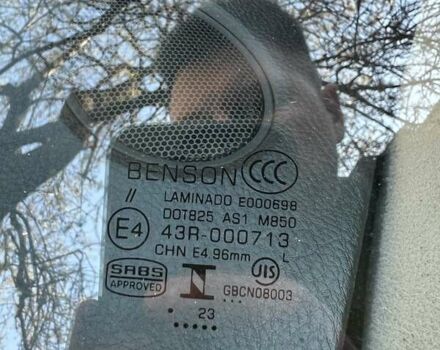 BENSON CCC
// LAMINADO E000698
DOT825 AS1 M850
E4 43R-000713
CHN E4 96mm L
SABS JIS
APPROVED GBCN08003
23